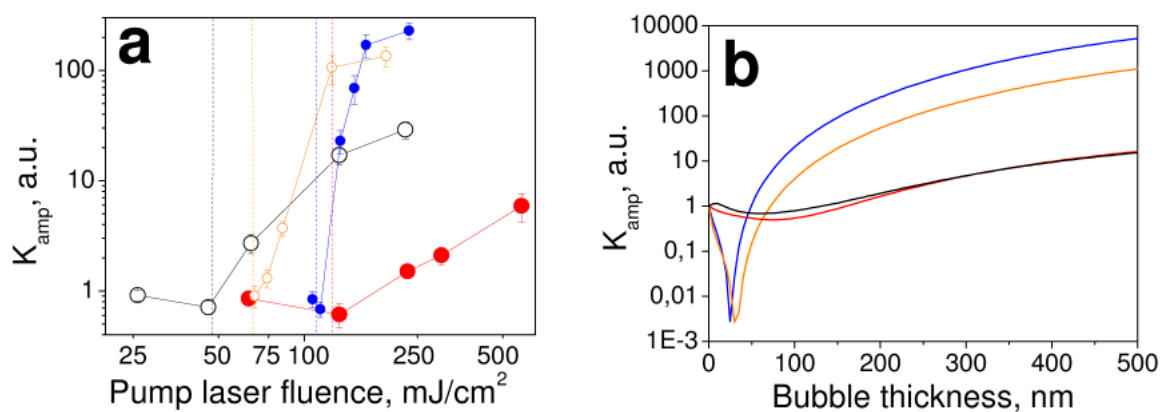 a
K_amp, a.u.
100
10
1
25 50 75 100 250 500
Pump laser fluence, mJ/cm²
b
K_amp, a.u.
10000
1000
100
10
1
0,1
0,01
1E-3
0 100 200 300 400 500
Bubble thickness, nm